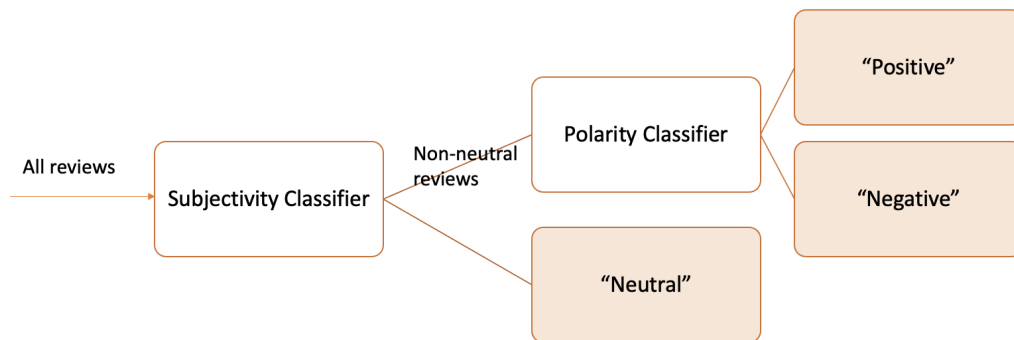 All reviews
Subjectivity Classifier
Non-neutral
reviews
Polarity Classifier
“Neutral”
“Positive”
“Negative”